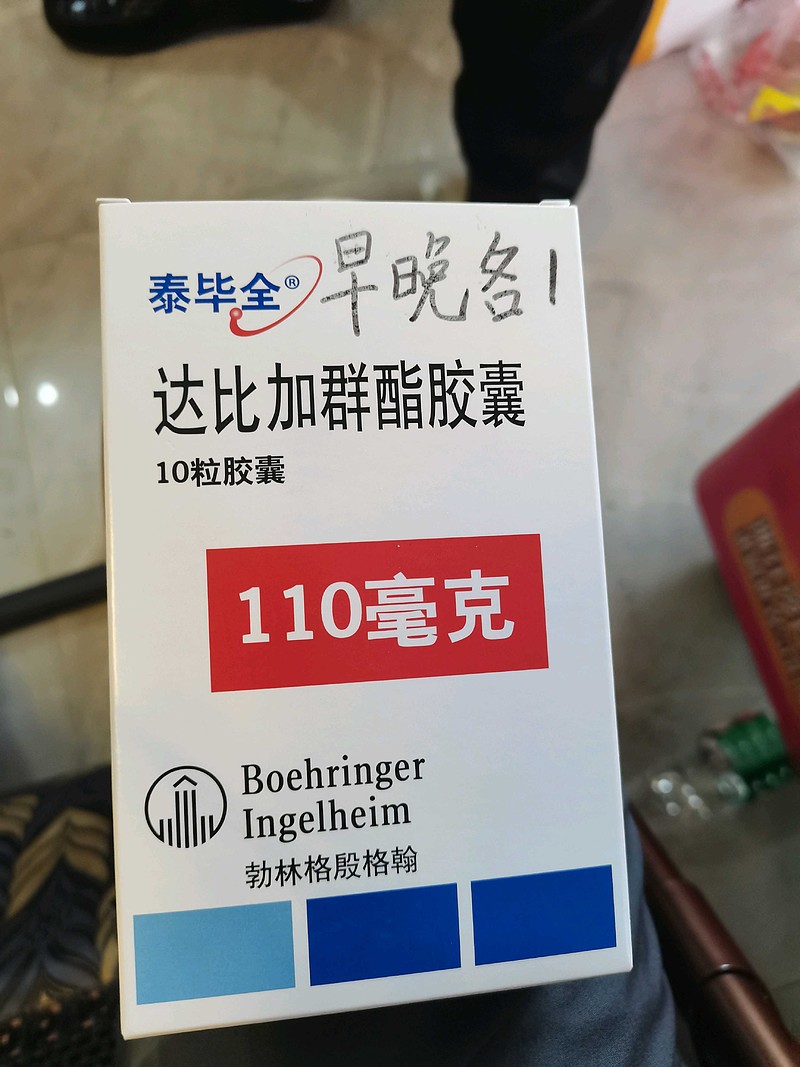 泰毕全® 早晚各1
达比加群酯胶囊
10粒胶囊
110毫克
Boehringer
Ingelheim
勃林格殷格翰